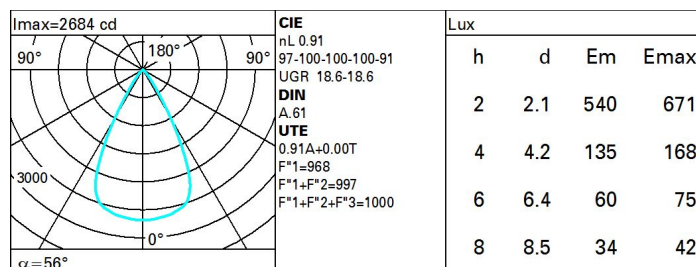 Imax=2684 cd
90° 180° 90°
3000
0°
α=56°
CIE
nL 0.91
97-100-100-100-91
UGR 18.6-18.6
DIN
A.61
UTE
0.91A+0.00T
F"1=968
F"1+F"2=997
F"1+F"2+F"3=1000
Lux
h d Em Emax
2 2.1 540 671
4 4.2 135 168
6 6.4 60 75
8 8.5 34 42